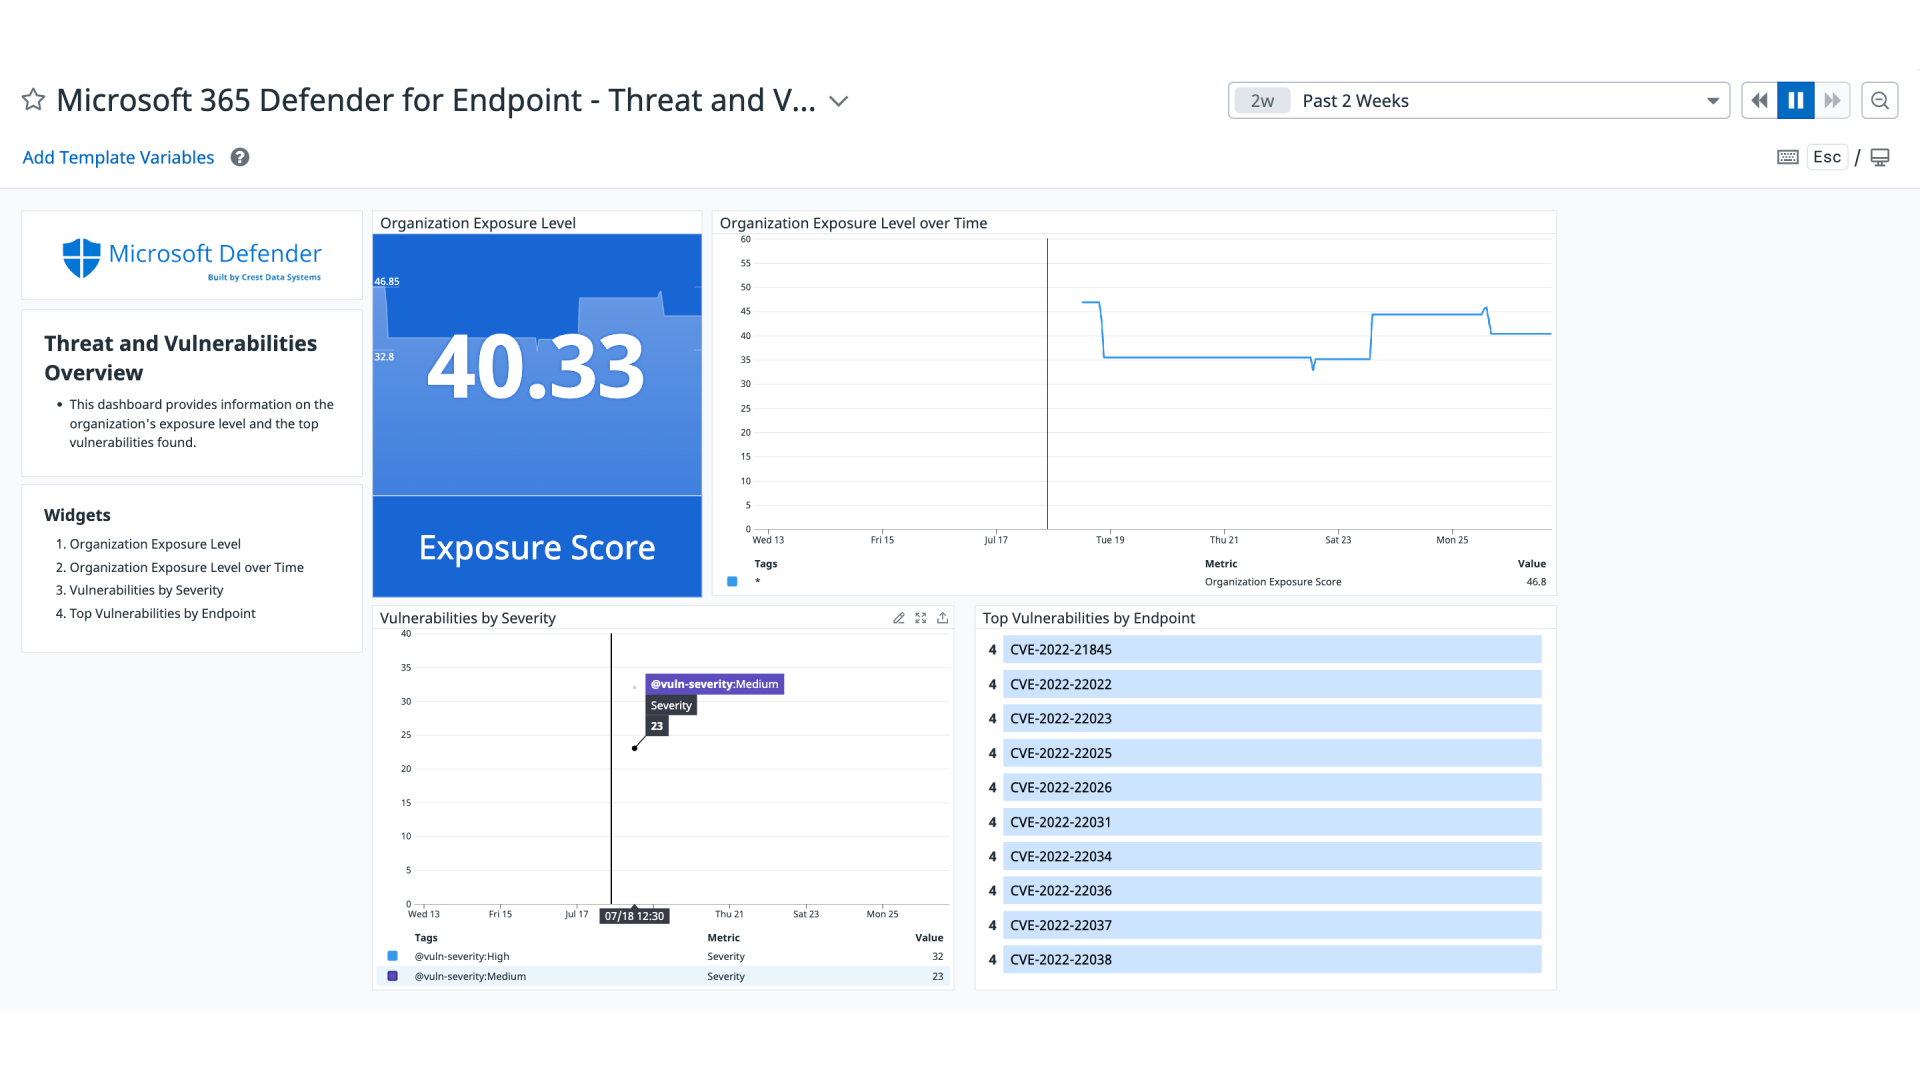 Microsoft 365 Defender for Endpoint - Threat and V...
2w Past 2 Weeks
Add Template Variables ?
Esc /
Microsoft Defender
Built by Crest Data Systems
Threat and Vulnerabilities
Overview
• This dashboard provides information on the
organization's exposure level and the top
vulnerabilities found.
Widgets
1. Organization Exposure Level
2. Organization Exposure Level over Time
3. Vulnerabilities by Severity
4. Top Vulnerabilities by Endpoint
Organization Exposure Level
46.85
32.8
40.33
Exposure Score
Organization Exposure Level over Time
60
55
50
45
40
35
30
25
20
15
10
5
0
Wed 13 Fri 15 Jul 17 Tue 19 Thu 21 Sat 23 Mon 25
Tags Metric Value
* Organization Exposure Score 46.8
Vulnerabilities by Severity
40
35
30
25
20
15
10
5
0
@vuln-severity:Medium
Severity
23
Wed 13 Fri 15 Jul 17 07/18 12:30 Thu 21 Sat 23 Mon 25
Tags Metric Value
@vuln-severity:High Severity 32
@vuln-severity:Medium Severity 23
Top Vulnerabilities by Endpoint
4 CVE-2022-21845
4 CVE-2022-22022
4 CVE-2022-22023
4 CVE-2022-22025
4 CVE-2022-22026
4 CVE-2022-22031
4 CVE-2022-22034
4 CVE-2022-22036
4 CVE-2022-22037
4 CVE-2022-22038